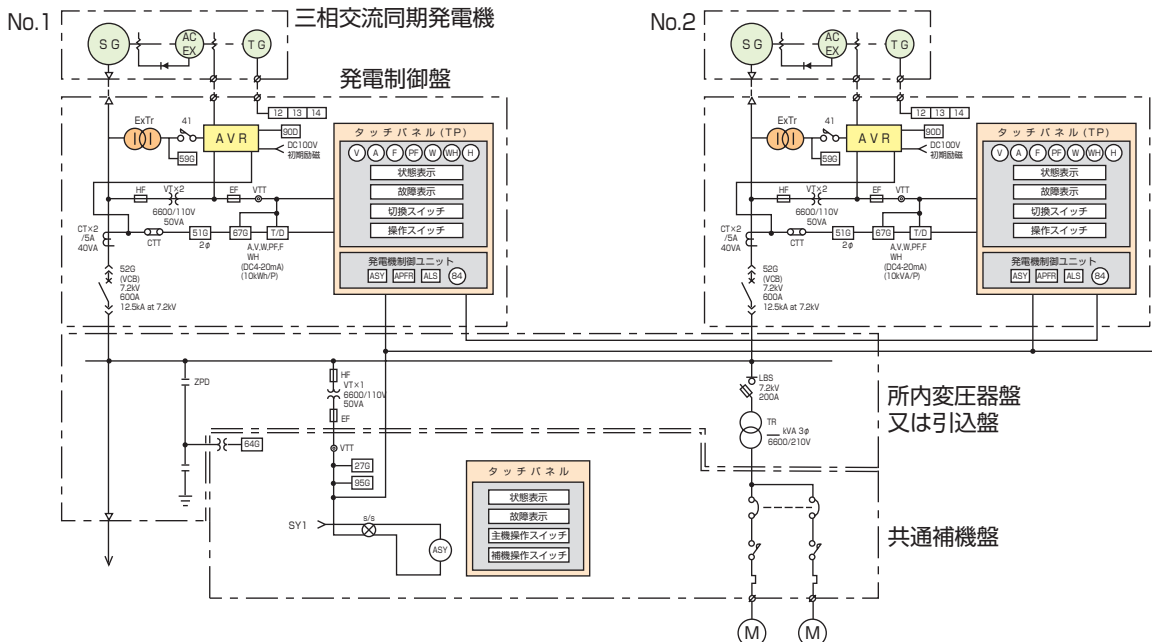 No.1
三相交流同期発電機
SG
AC
EX
TG
発電制御盤
12 13 14
ExTr
41
AVR
90D
DC100V
初期励磁
59G
HF
VT×2
EF
VTT
6600/110V
50VA
CT×2
/5A
40VA
CTT
51G
2φ
67G
T/D
A,V,W,PF,F
WH
(DC4-20mA)
(10kWh/P)
52G
(VCB)
7.2kV
600A
12.5kA at 7.2kV
タッチパネル(TP)
V A F PF W WH H
状態表示
故障表示
切換スイッチ
操作スイッチ
発電機制御ユニット
ASY APFR ALS 84
No.2
SG
AC
EX
TG
12 13 14
ExTr
41
AVR
90D
DC100V
初期励磁
59G
HF
VT×2
EF
VTT
6600/110V
50VA
CT×2
/5A
40VA
CTT
51G
2φ
67G
T/D
A,V,W,PF,F
WH
(DC4-20mA)
(10kVA/P)
52G
(VCB)
7.2kV
600A
12.5kA at 7.2kV
タッチパネル(TP)
V A F PF W WH H
状態表示
故障表示
切換スイッチ
操作スイッチ
発電機制御ユニット
ASY APFR ALS 84
ZPD
64G
HF
VT×1
6600/110V
50VA
EF
VTT
27G
95G
SY1
s/s
ASY
タッチパネル
状態表示
故障表示
主機操作スイッチ
補機操作スイッチ
LBS
7.2kV
200A
TR
kVA 3φ
6600/210V
所内変圧器盤
又は引込盤
共通補機盤
M
M